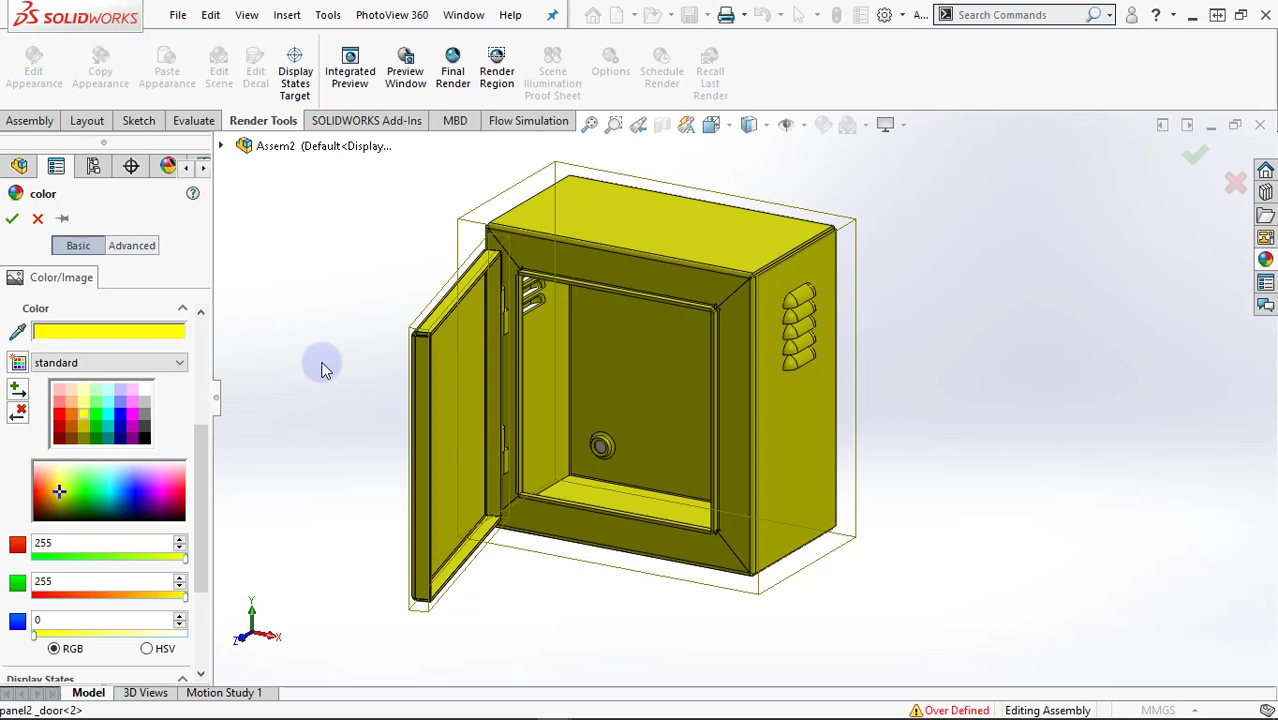 SOLIDWORKS File Edit View Insert Tools PhotoView 360 Window Help A... Search Commands ?
Edit Appearance Copy Appearance Paste Appearance Edit Scene Edit Decal Display States Target Integrated Preview Preview Window Final Render Render Region Scene Illumination Proof Sheet Options Schedule Render Recall Last Render
Assembly Layout Sketch Evaluate Render Tools SOLIDWORKS Add-Ins MBD Flow Simulation
Assem2 (Default<Display...
color ?
Basic Advanced
Color/Image
Color
standard
255
255
0
RGB HSV
Display States
Y
Z X
Model 3D Views Motion Study 1
panel2 _door<2> Over Defined Editing Assembly MMGS